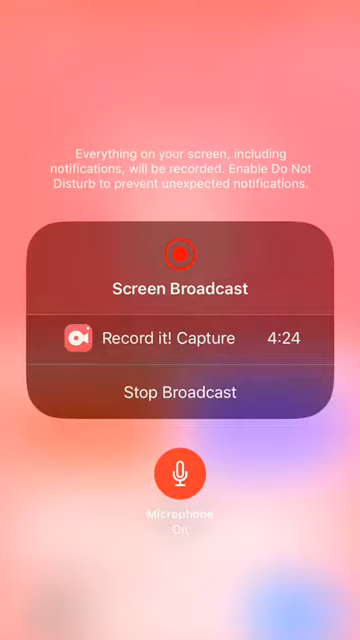 Everything on your screen, including
notifications, will be recorded. Enable Do Not
Disturb to prevent unexpected notifications.
Screen Broadcast
Record it! Capture 4:24
Stop Broadcast
Microphone
On